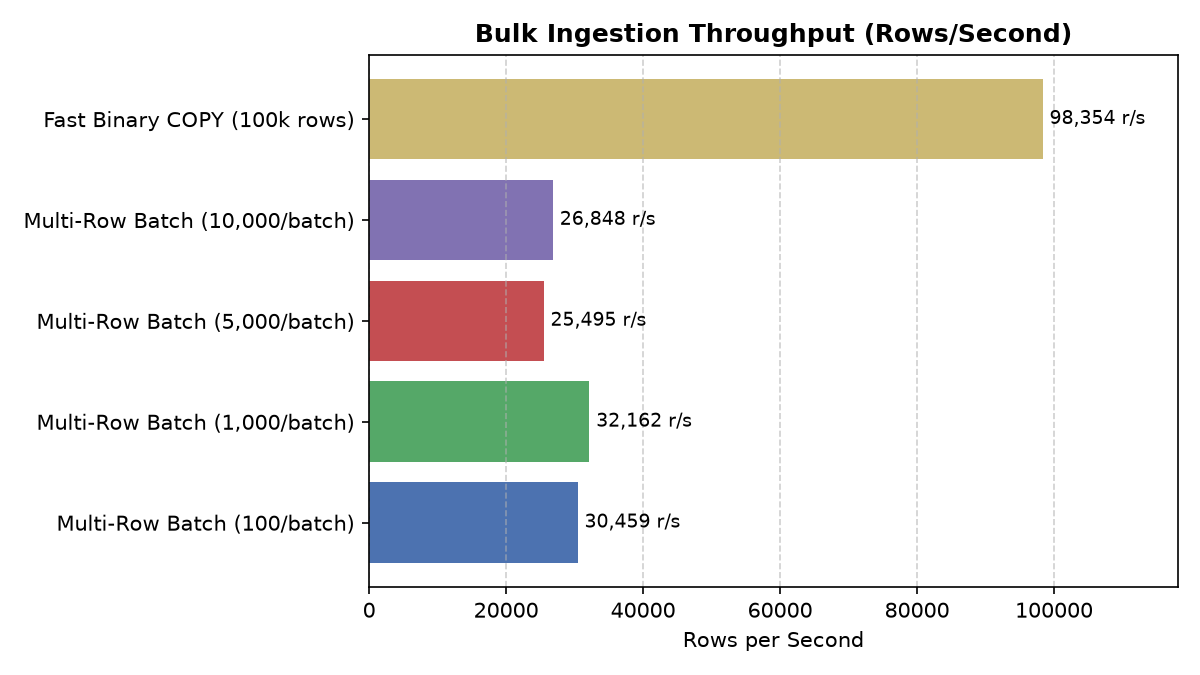 Bulk Ingestion Throughput (Rows/Second)
Fast Binary COPY (100k rows)
98,354 r/s
Multi-Row Batch (10,000/batch)
26,848 r/s
Multi-Row Batch (5,000/batch)
25,495 r/s
Multi-Row Batch (1,000/batch)
32,162 r/s
Multi-Row Batch (100/batch)
30,459 r/s
0 20000 40000 60000 80000 100000
Rows per Second